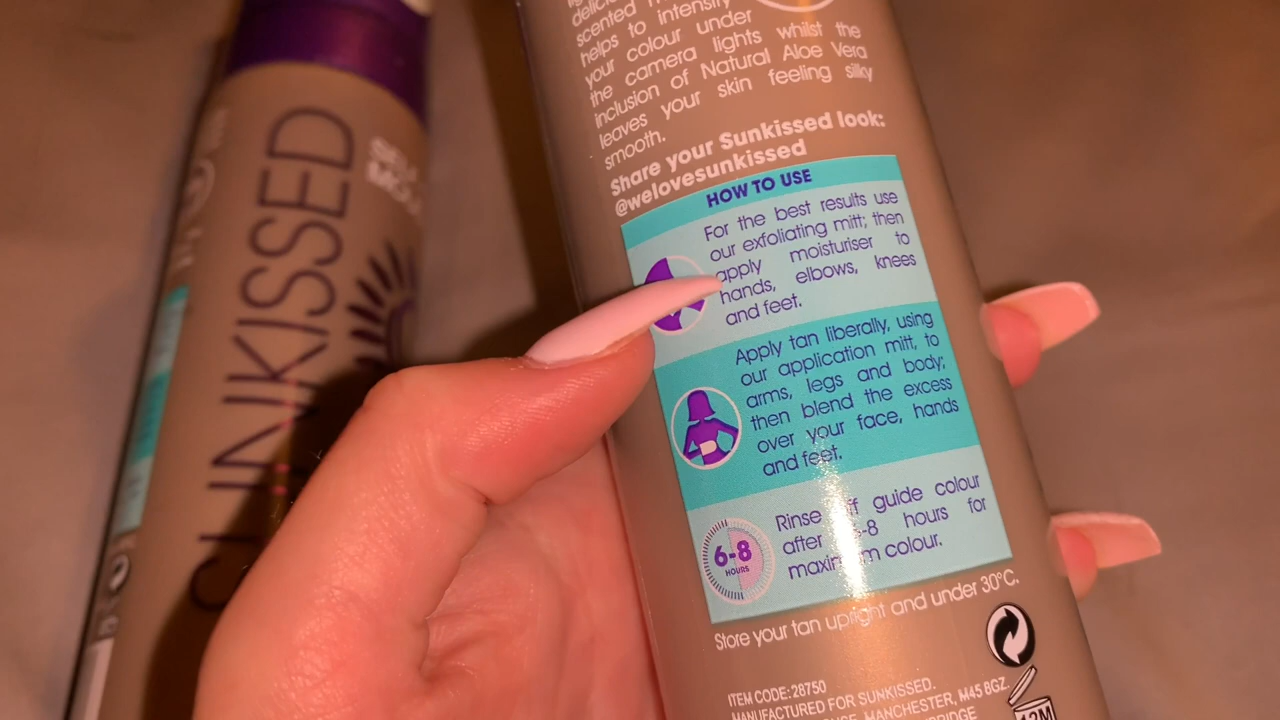 SUNKISSED
delicio
scented
helps to intensify
your colour under
the camera lights whilst the
inclusion of Natural Aloe Vera
leaves your skin feeling silky
smooth.
Share your Sunkissed look:
@welovesunkissed
HOW TO USE
For the best results use
our exfoliating mitt; then
apply moisturiser to
hands, elbows, knees
and feet.
Apply tan liberally, using
our application mitt, to
arms, legs and body;
then blend the excess
over your face, hands
and feet.
6-8
HOURS
Rinse off guide colour
after 6-8 hours for
maximum colour.
Store your tan upright and under 30°C.
ITEM CODE: 28750
MANUFACTURED FOR SUNKISSED.
MANCHESTER, M45 8GZ.
12M